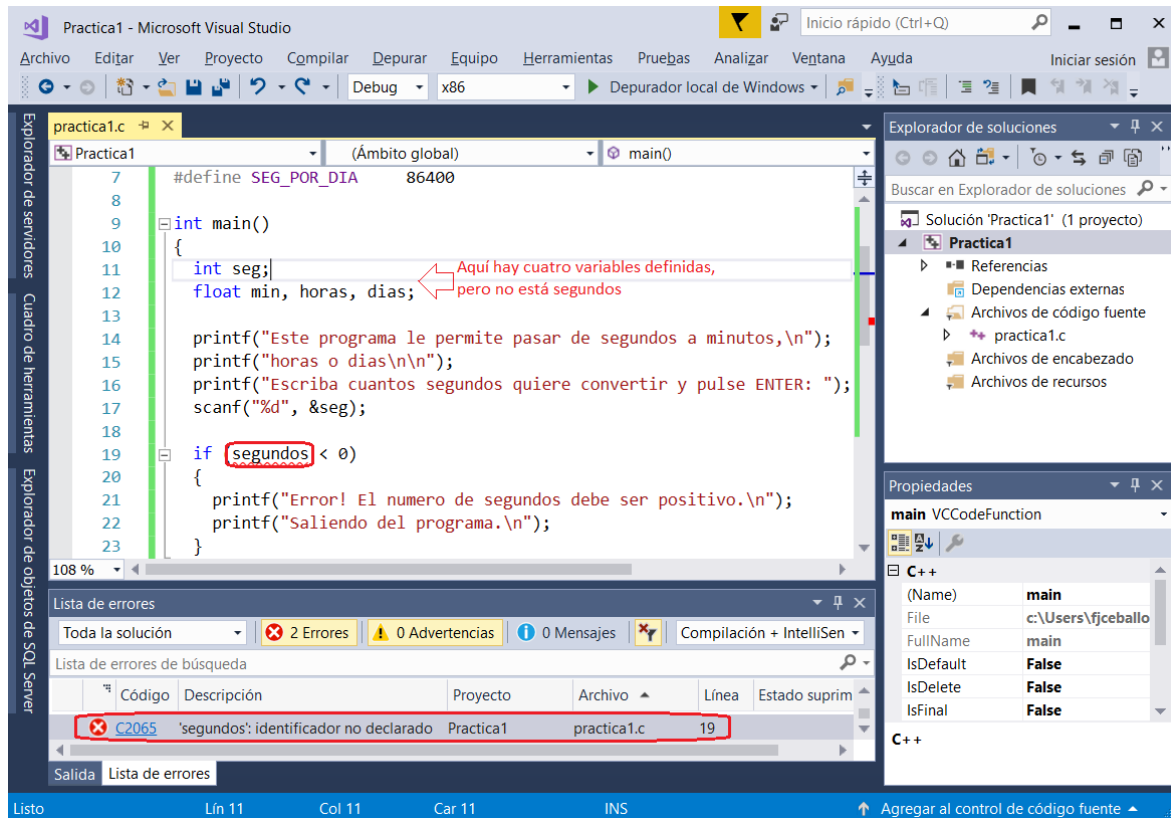 Practica1 - Microsoft Visual Studio
Inicio rápido (Ctrl+Q)
Archivo Editar Ver Proyecto Compilar Depurar Equipo Herramientas Pruebas Analizar Ventana Ayuda
Iniciar sesión
Debug x86 Depurador local de Windows
Explorador de servidores
Cuadro de herramientas
Explorador de objetos de SQL Server
practica1.c
Practica1 (Ámbito global) main()
7 #define SEG_POR_DIA 86400
8
9 int main()
10 {
11 int seg;
12 float min, horas, dias;
Aquí hay cuatro variables definidas,
pero no está segundos
13
14 printf("Este programa le permite pasar de segundos a minutos,\n");
15 printf("horas o dias\n\n");
16 printf("Escriba cuantos segundos quiere convertir y pulse ENTER: ");
17 scanf("%d", &seg);
18
19 if (segundos < 0)
20 {
21 printf("Error! El numero de segundos debe ser positivo.\n");
22 printf("Saliendo del programa.\n");
23 }
108 %
Lista de errores
Toda la solución 2 Errores 0 Advertencias 0 Mensajes Compilación + IntelliSen
Lista de errores de búsqueda
Código Descripción Proyecto Archivo Línea Estado suprim
C2065 'segundos': identificador no declarado Practica1 practica1.c 19
Salida Lista de errores
Explorador de soluciones
Buscar en Explorador de soluciones
Solución 'Practica1' (1 proyecto)
Practica1
Referencias
Dependencias externas
Archivos de código fuente
practica1.c
Archivos de encabezado
Archivos de recursos
Propiedades
main VCCodeFunction
C++
(Name) main
File c:\Users\fjceballo
FullName main
IsDefault False
IsDelete False
IsFinal False
C++
Listo Lín 11 Col 11 Car 11 INS Agregar al control de código fuente